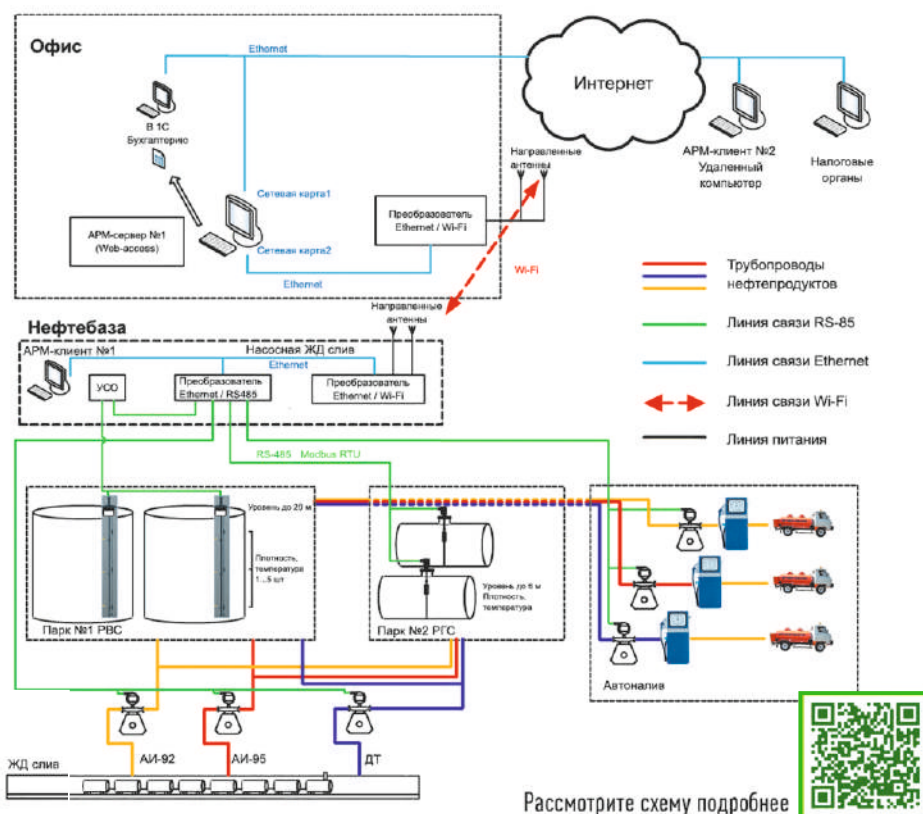 Офис
Ethernet
Интернет
В 1С
Бухгалтерию
Направленные
антенны
АРМ-клиент №2
Удаленный
компьютер
Налоговые
органы
Сетевая карта1
АРМ-сервер №1
(Web-access)
Преобразователь
Ethernet / Wi-Fi
Сетевая карта2
Ethernet
Wi-Fi
Трубопроводы
нефтепродуктов
Линия связи RS-85
Линия связи Ethernet
Линия связи Wi-Fi
Линия питания
Направленные
антенны
Нефтебаза
АРМ-клиент №1
Насосная ЖД слив
Ethernet
УСО
Преобразователь
Ethernet / RS485
Преобразователь
Ethernet / Wi-Fi
RS-485 Modbus RTU
Уровень до 20 м
Плотность,
температура
1...5 шт
Парк №1 РВС
Уровень до 6 м
Плотность,
температура
Парк №2 РГС
Автоналив
АИ-92
АИ-95
ДТ
ЖД слив
Рассмотрите схему подробнее